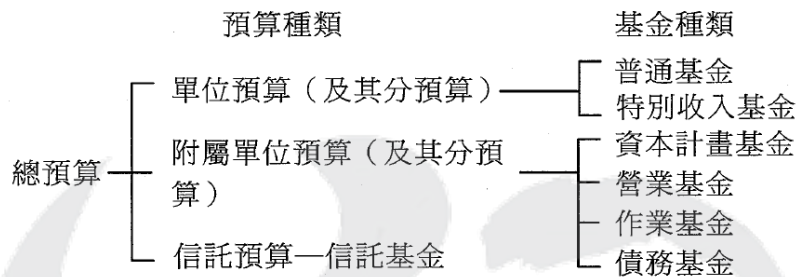 預算種類
基金種類
總預算
單位預算（及其分預算）
普通基金
特別收入基金
附屬單位預算（及其分預
算）
資本計畫基金
營業基金
作業基金
債務基金
信託預算—信託基金